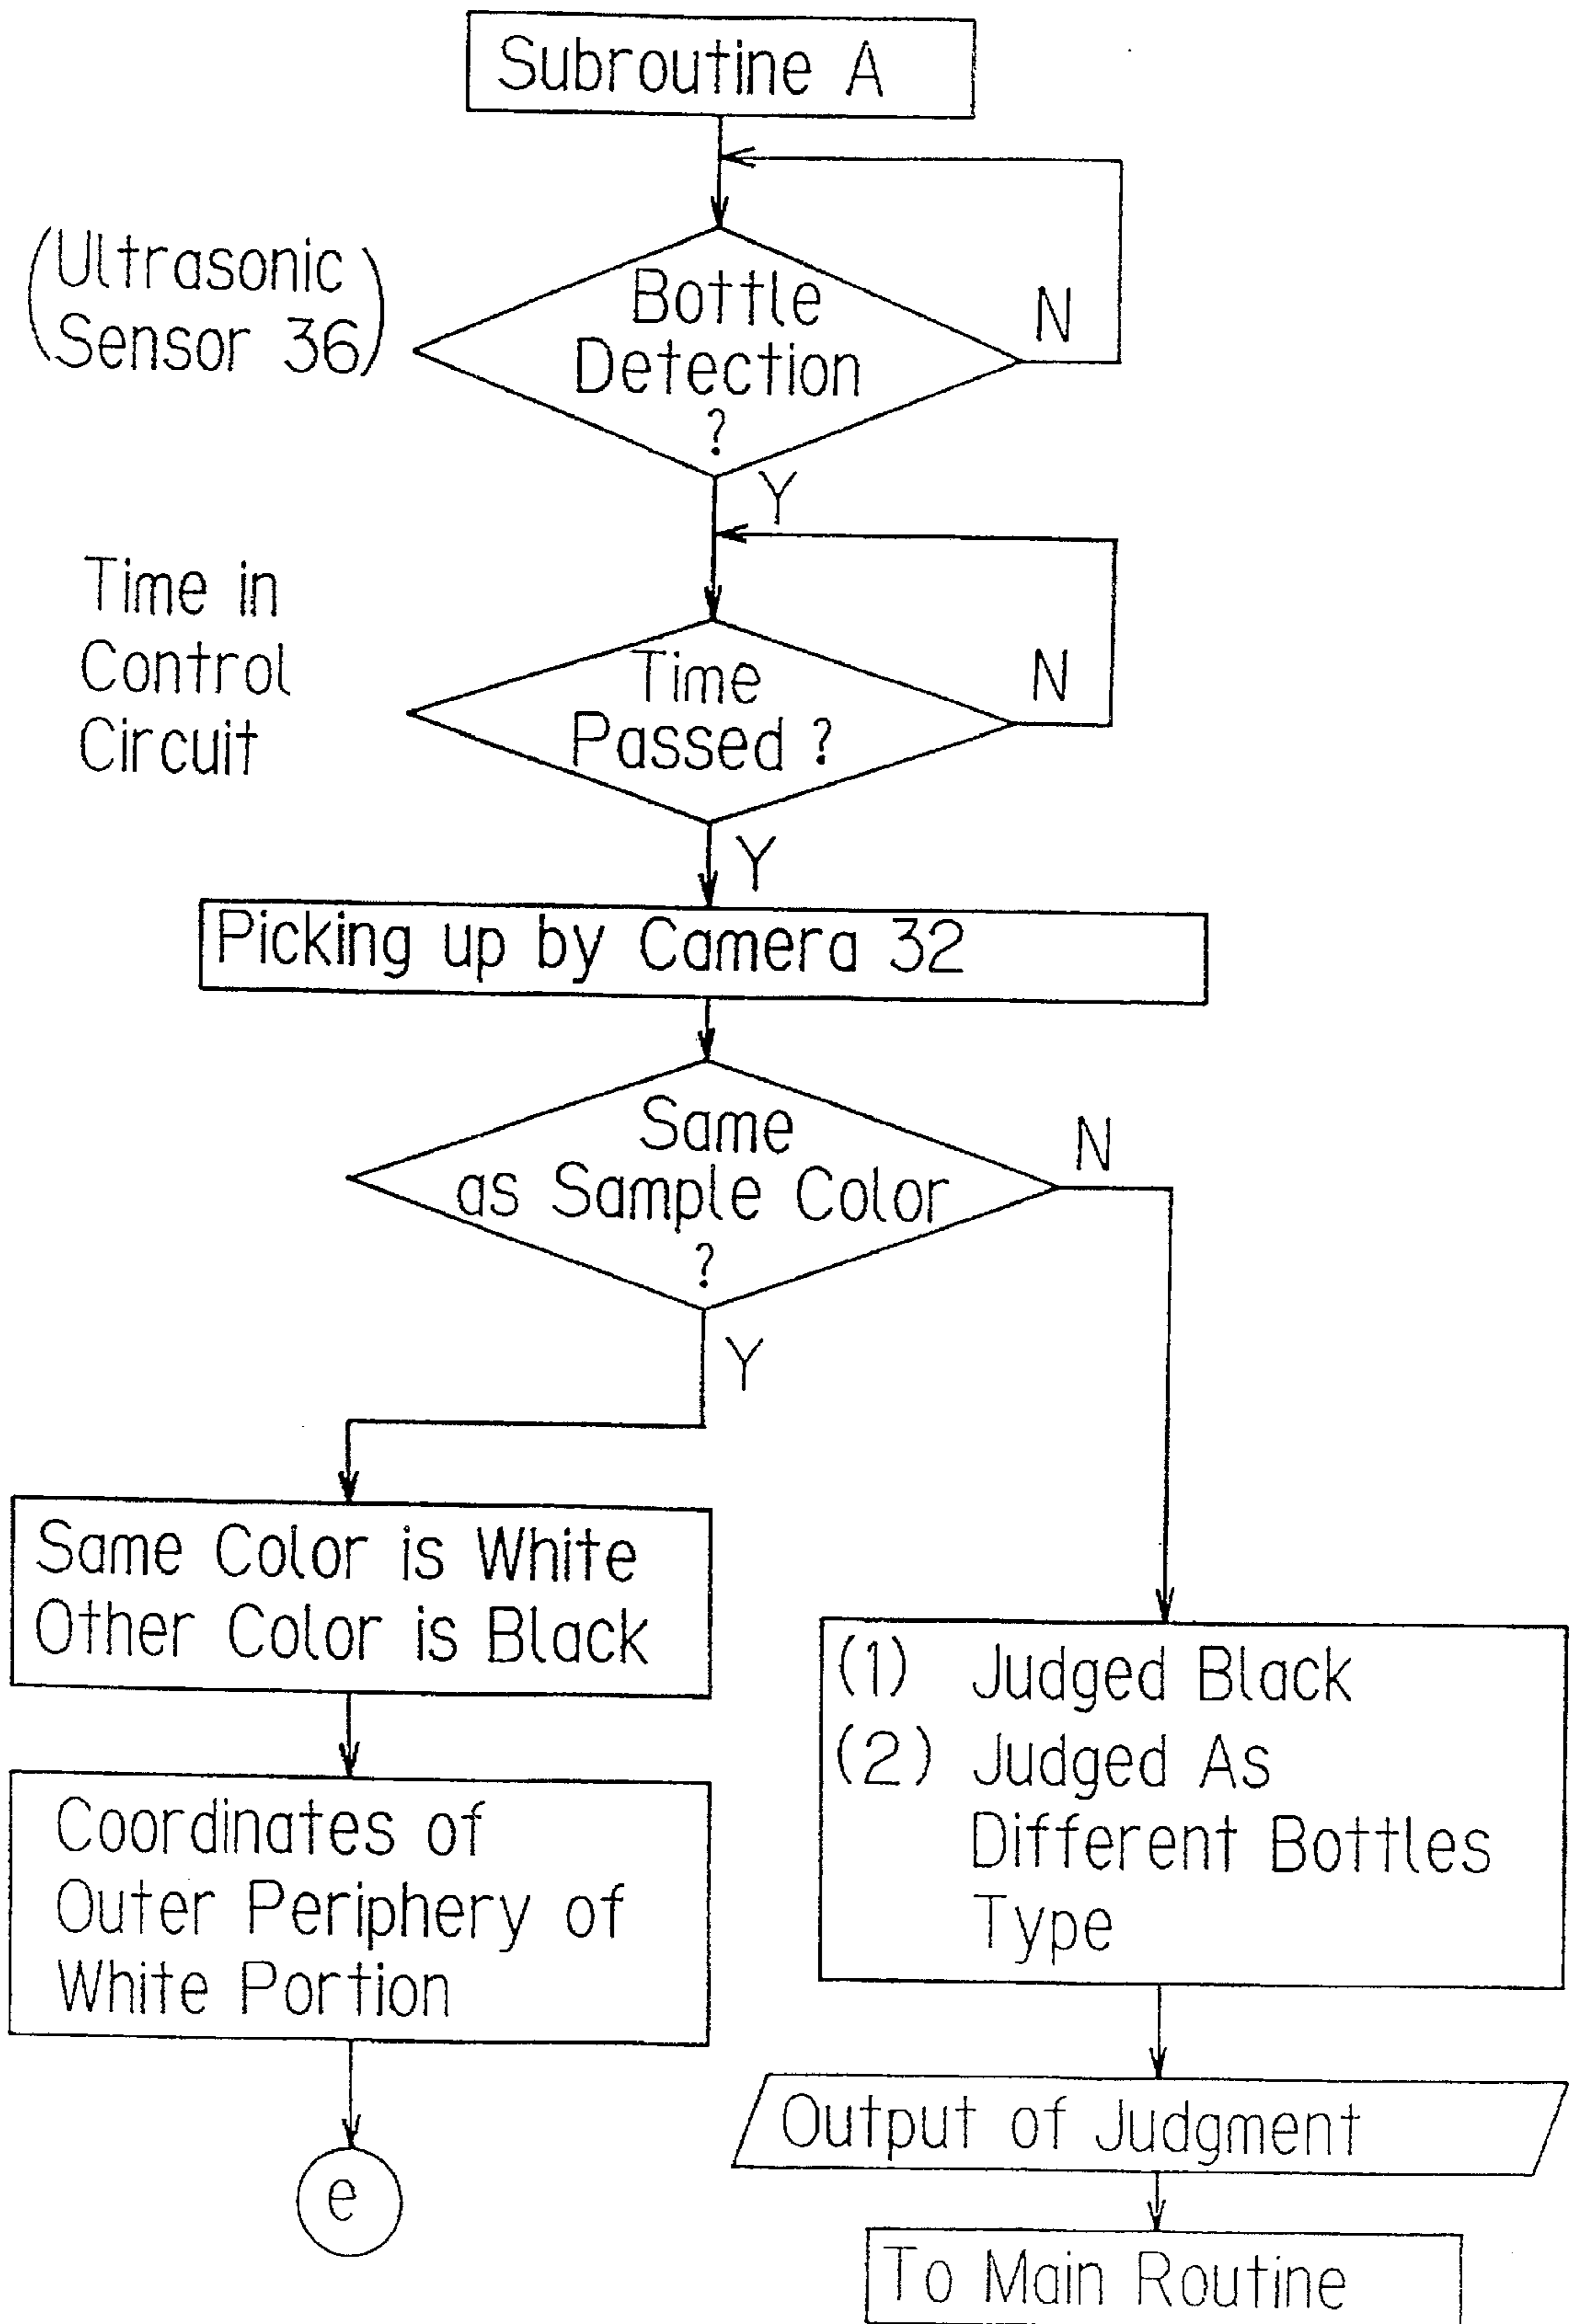 Subroutine A
(Ultrasonic
Sensor 36)
Bottle
Detection
?
N
Y
Time in
Control
Circuit
Time
Passed ?
N
Y
Picking up by Camera 32
Same
as Sample Color
?
N
Y
Same Color is White
Other Color is Black
(1) Judged Black
(2) Judged As
Different Bottles
Type
Coordinates of
Outer Periphery of
White Portion
Output of Judgment
e
To Main Routine